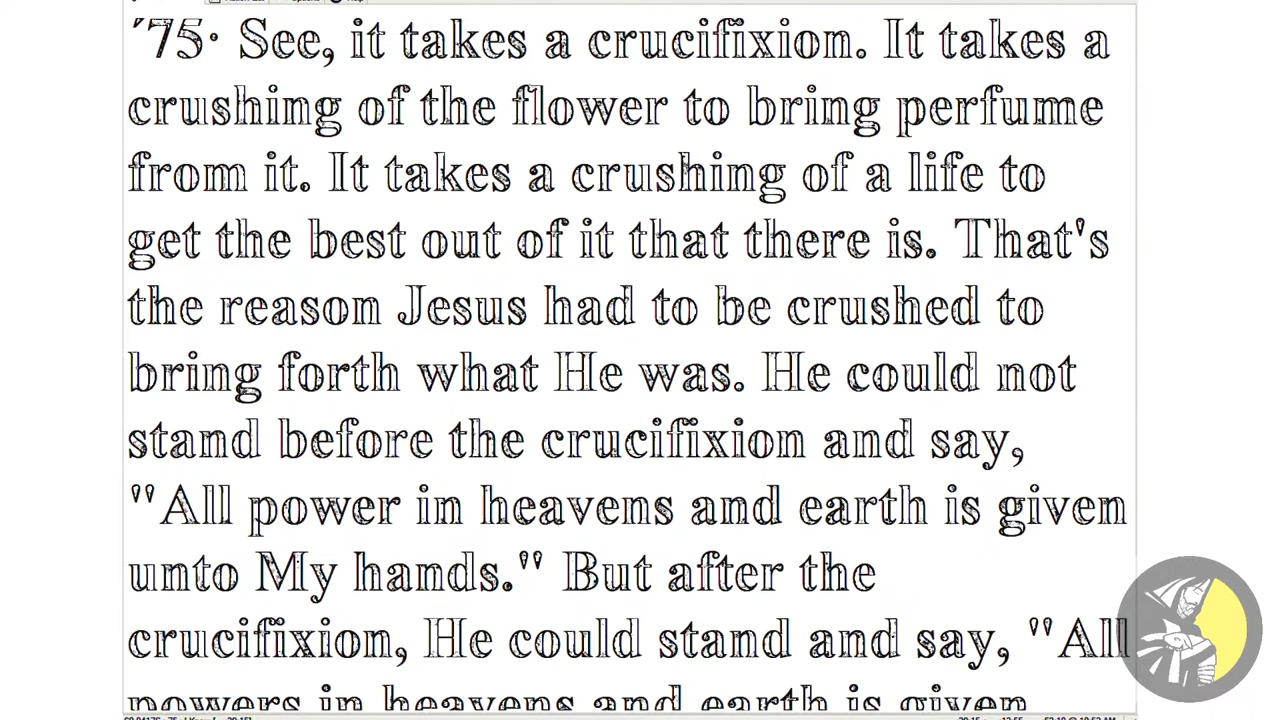 ´75· See, it takes a crucifixion. It takes a
crushing of the flower to bring perfume
from it. It takes a crushing of a life to
get the best out of it that there is. That's
the reason Jesus had to be crushed to
bring forth what He was. He could not
stand before the crucifixion and say,
"All power in heavens and earth is given
unto My hands." But after the
crucifixion, He could stand and say, "All
powers in heavens and earth is given